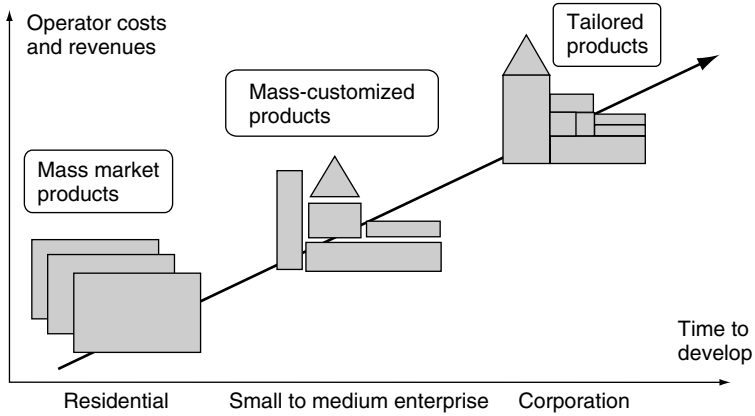 Operator costs
and revenues
Tailored
products
Mass-customized
products
Mass market
products
Time to
develop
Residential
Small to medium enterprise
Corporation